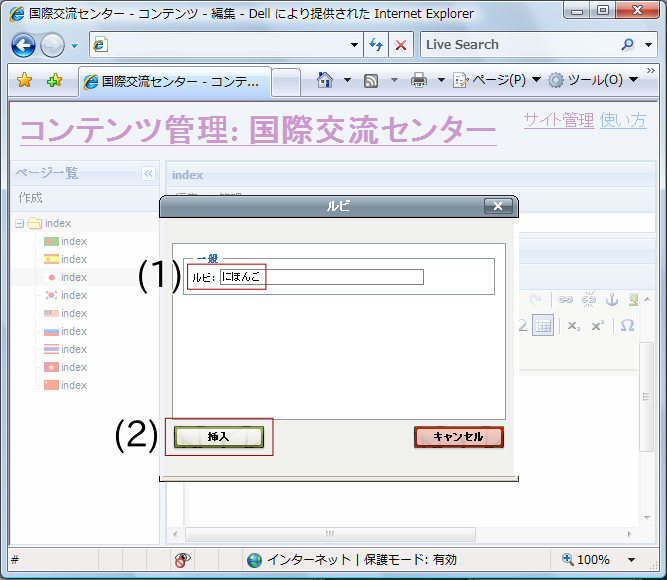 国際交流センター - コンテンツ - 編集 - Dell により提供された Internet Explorer
Live Search
国際交流センター - コンテ...
ページ(P)
ツール(O)
コンテンツ管理: 国際交流センター
サイト管理 使い方
ページ一覧
index
作成
index
index
index
index
index
index
index
index
index
index
ルビ
一般
(1)
ルビ: にほんご
(2)
挿入
キャンセル
#
インターネット | 保護モード: 有効
100%